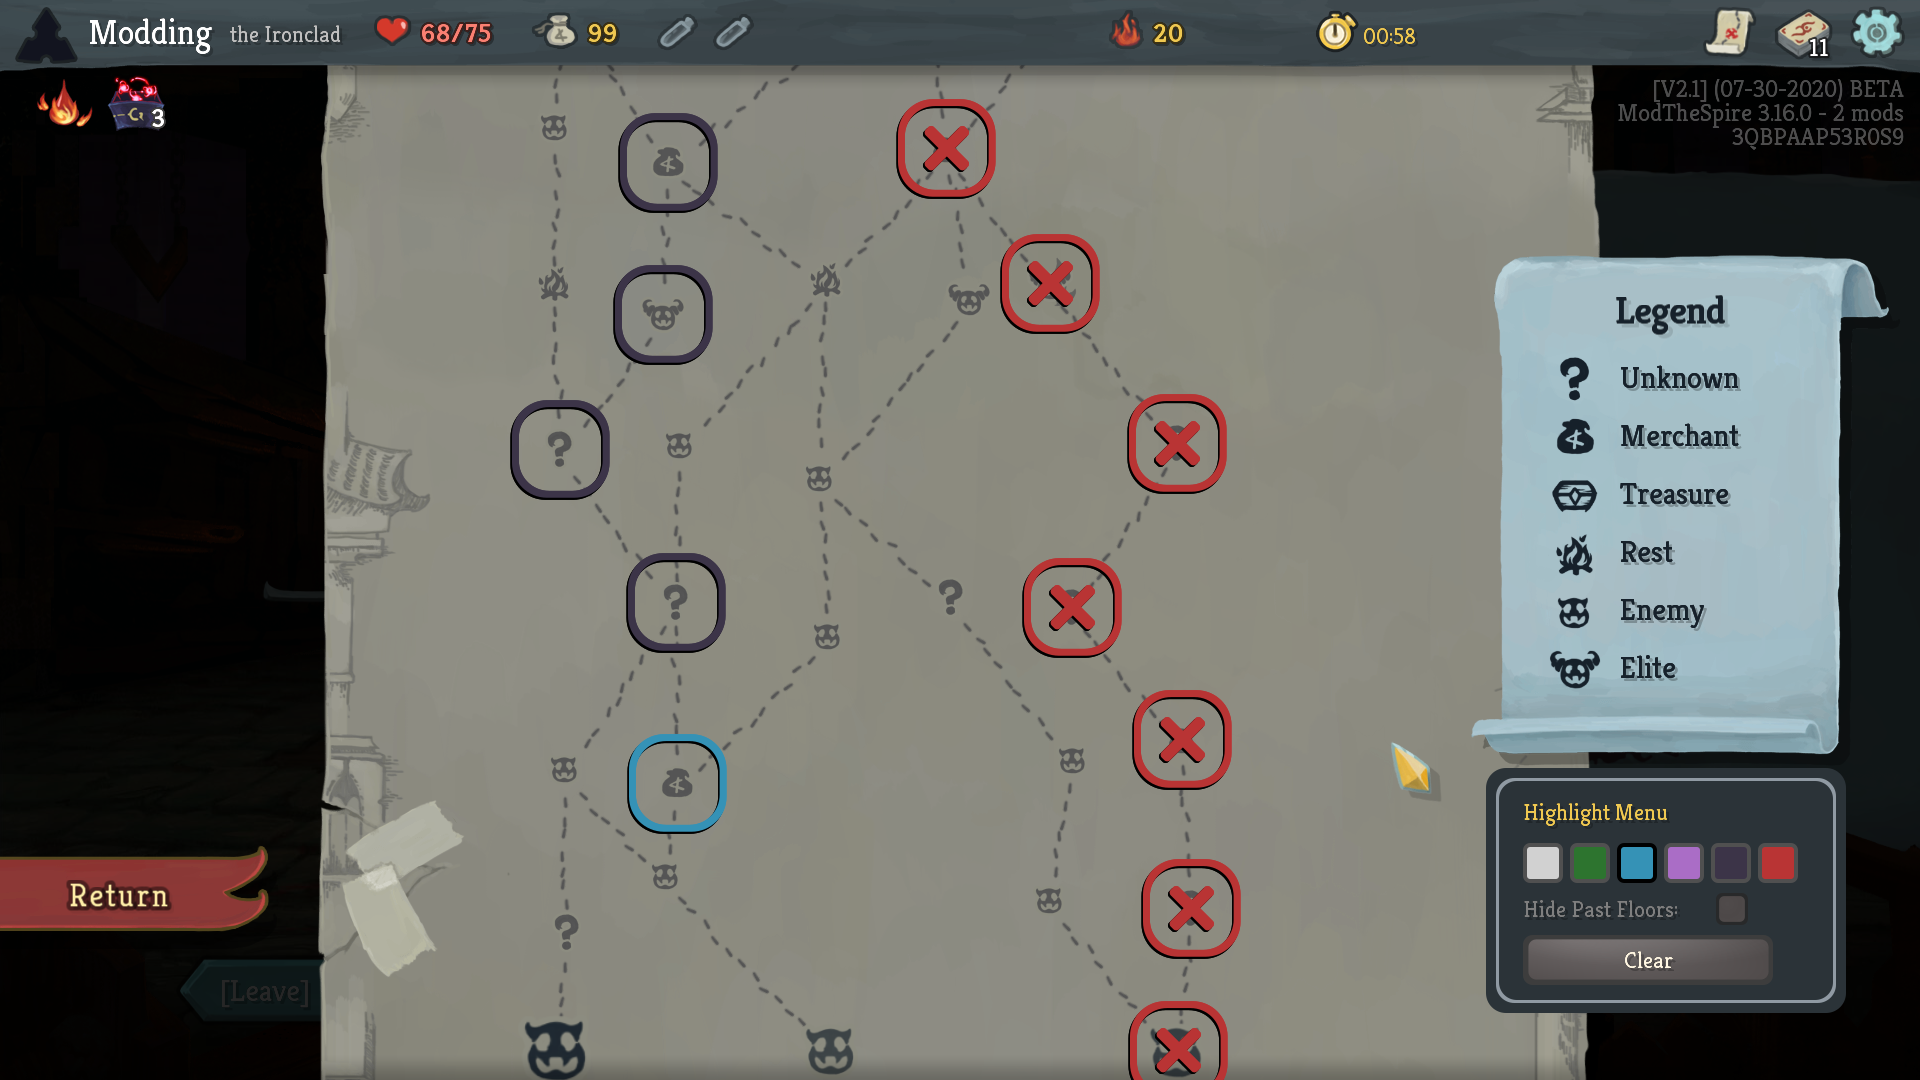 Modding the Ironclad 68/75 99 20 00:58 11
3
[V2.1] (07-30-2020) BETA
ModTheSpire 3.16.0 - 2 mods
3QBPAAP53R0S9
Legend
Unknown
Merchant
Treasure
Rest
Enemy
Elite
Highlight Menu
Hide Past Floors:
Clear
Return
[Leave]